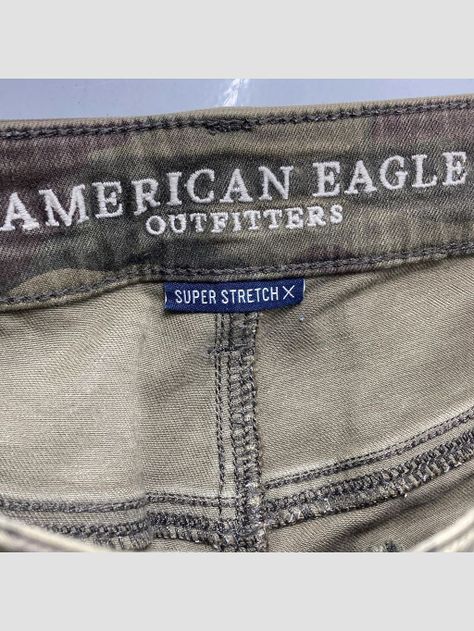 AMERICAN EAGLE
OUTFITTERS
SUPER STRETCH X